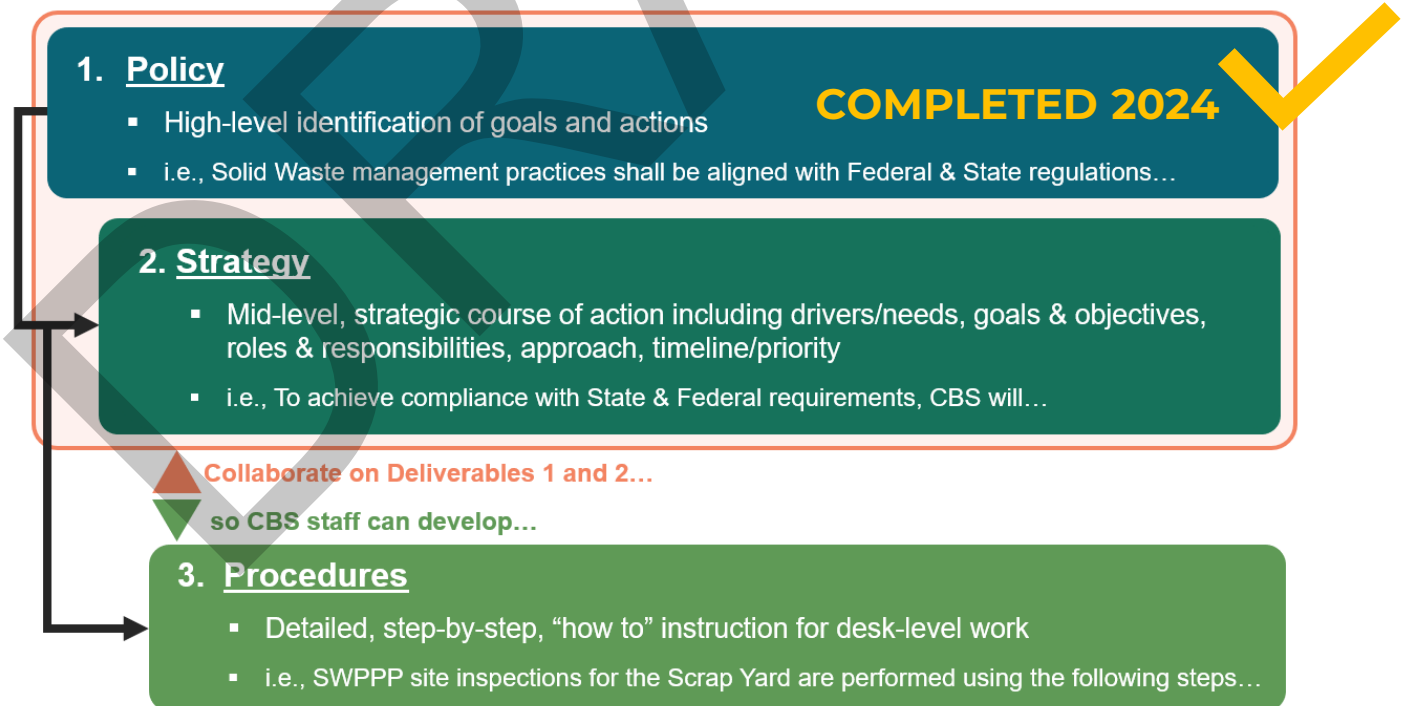 1. Policy
COMPLETED 2024
▪ High-level identification of goals and actions
▪ i.e., Solid Waste management practices shall be aligned with Federal & State regulations…
2. Strategy
▪ Mid-level, strategic course of action including drivers/needs, goals & objectives,
roles & responsibilities, approach, timeline/priority
▪ i.e., To achieve compliance with State & Federal requirements, CBS will…
Collaborate on Deliverables 1 and 2…
so CBS staff can develop…
3. Procedures
▪ Detailed, step-by-step, “how to” instruction for desk-level work
▪ i.e., SWPPP site inspections for the Scrap Yard are performed using the following steps…